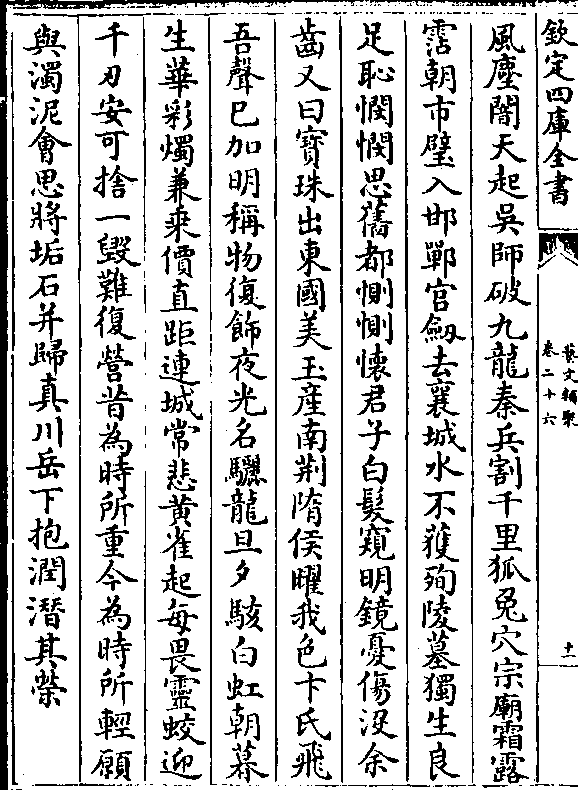 欽定四庫全書
藝文類聚
卷二十六
十一
風塵闇天起吳師破九龍秦兵割千里狐兔穴宗廟霜露
霑朝市璧入邯鄲宮劔去襄城水不獲殉陵墓獨生良
足恥憫憫思舊都惻惻懷君子白髮窺明鏡憂傷沒余
齒又曰寶珠出東國美玉産南荆隋侯曜我色卞氏飛
吾聲已加明稱物復飾夜光名驪龍旦夕駭白虹朝暮
生華彩燭兼乘價直距連城常悲黄雀起每畏靈蛟迎
千刃安可捨一毁難復營昔為時所重今為時所輕願
與濁泥會思將垢石并歸真川岳下抱潤潛其榮